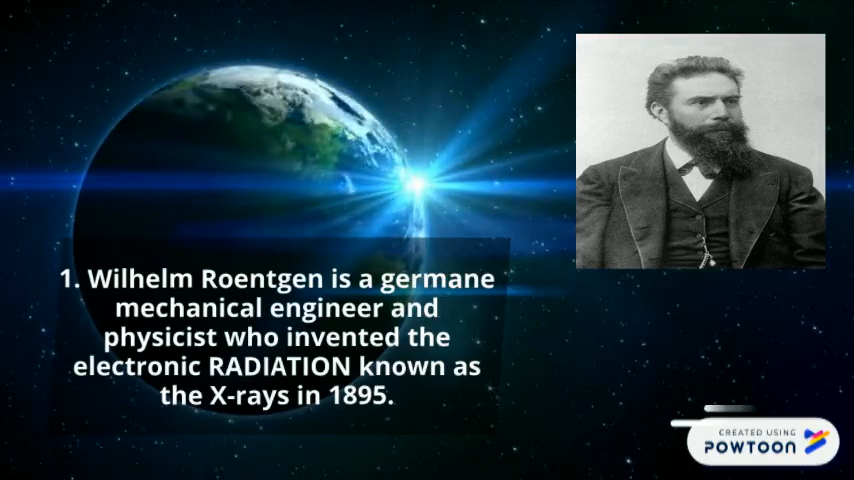 1. Wilhelm Roentgen is a germane
mechanical engineer and
physicist who invented the
electronic RADIATION known as
the X-rays in 1895.
CREATED USING
POWTOON